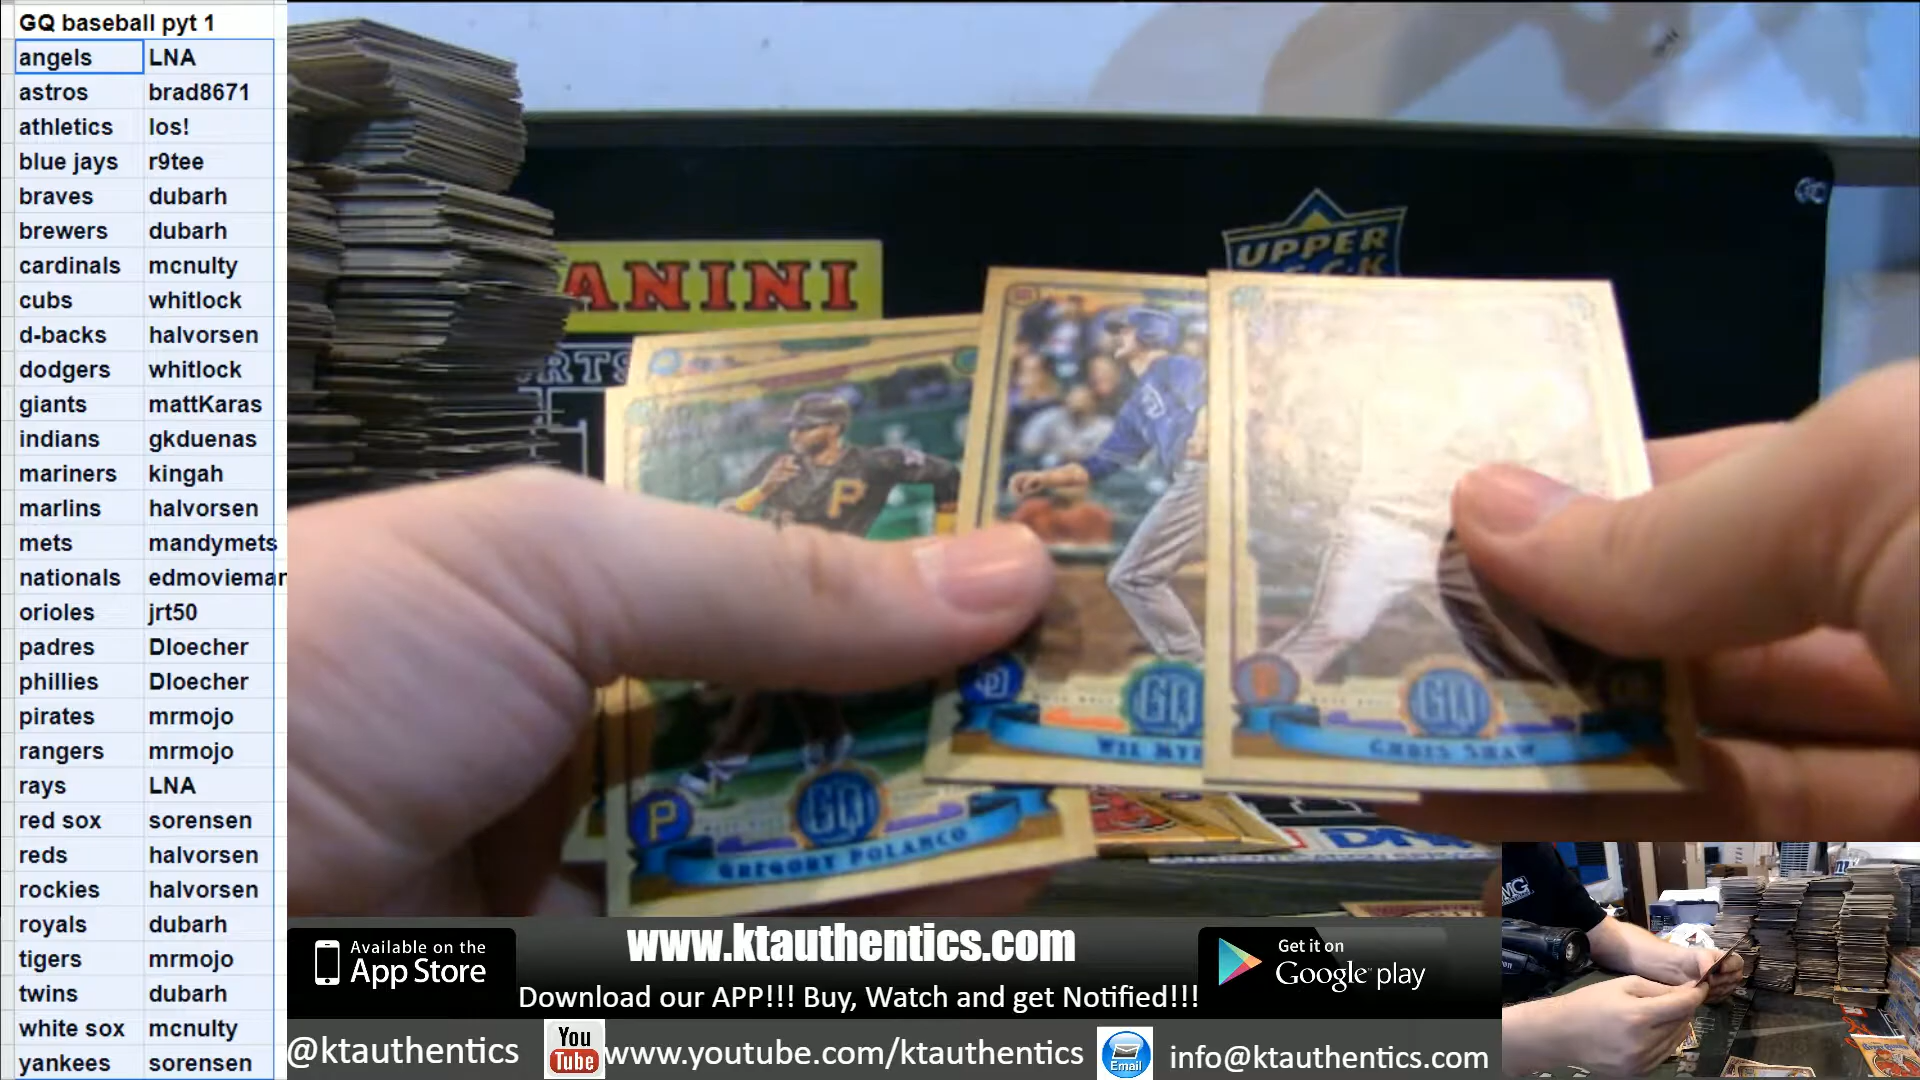 GQ baseball pyt 1
angels LNA
astros brad8671
athletics los!
blue jays r9tee
braves dubarh
brewers dubarh
cardinals mcnulty
cubs whitlock
d-backs halvorsen
dodgers whitlock
giants mattKaras
indians gkduenas
mariners kingah
marlins halvorsen
mets mandymets
nationals edmovieman
orioles jrt50
padres Dloecher
phillies Dloecher
pirates mrmojo
rangers mrmojo
rays LNA
red sox sorensen
reds halvorsen
rockies halvorsen
royals dubarh
tigers mrmojo
twins dubarh
white sox mcnulty
yankees sorensen
UPPER
ANINI
RTS
P
GQ
WIL MYE
GQ
CHRIS SHAW
P
GQ
GREGORY POLANCO
Available on the
App Store
www.ktauthentics.com
Get it on
Google play
Download our APP!!! Buy, Watch and get Notified!!!
@ktauthentics
You
Tube
www.youtube.com/ktauthentics
Email
info@ktauthentics.com